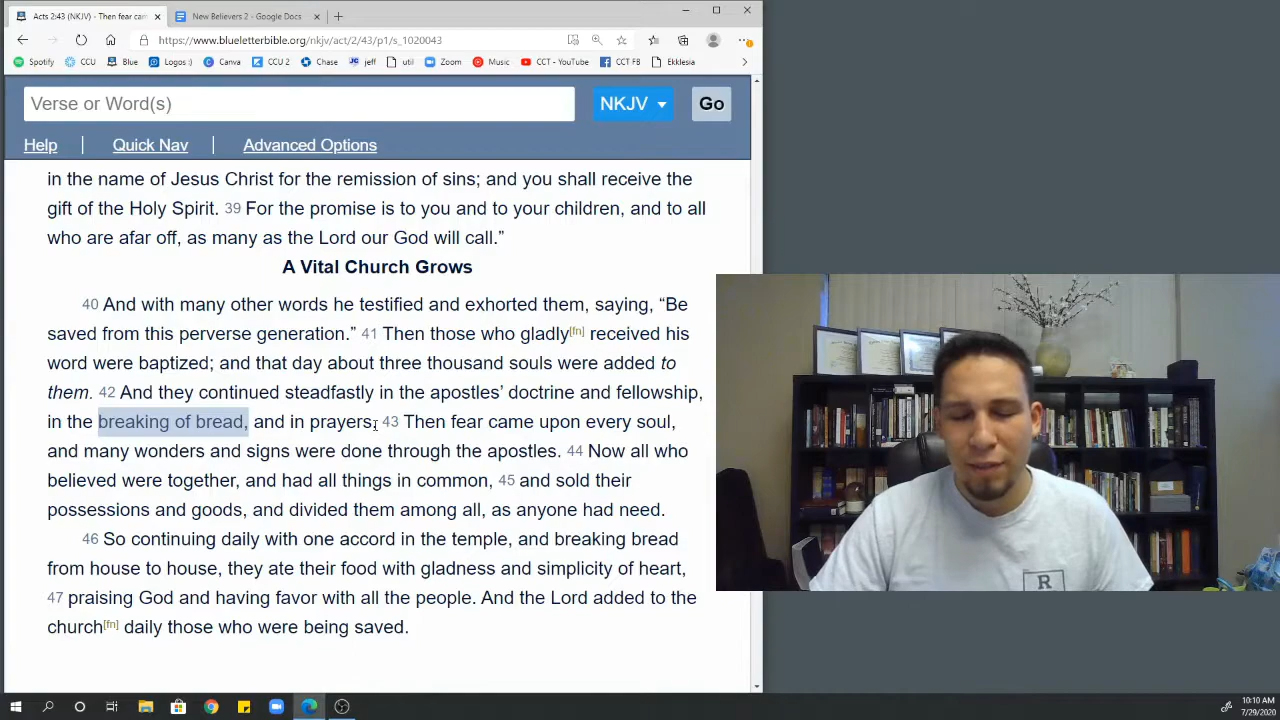 Acts 2:43 (NKJV) - Then fear cam
New Believers 2 - Google Docs
https://www.blueletterbible.org/nkjv/act/2/43/p1/s_1020043
Spotify CCU Blue Logos :) Canva CCU 2 Chase jeff util Zoom Music CCT - YouTube CCT FB Ekklesia
Verse or Word(s) NKJV Go
Help | Quick Nav | Advanced Options
in the name of Jesus Christ for the remission of sins; and you shall receive the
gift of the Holy Spirit. 39 For the promise is to you and to your children, and to all
who are afar off, as many as the Lord our God will call.”
A Vital Church Grows
40 And with many other words he testified and exhorted them, saying, “Be
saved from this perverse generation.” 41 Then those who gladly[fn] received his
word were baptized; and that day about three thousand souls were added to
them. 42 And they continued steadfastly in the apostles’ doctrine and fellowship,
in the breaking of bread, and in prayers. 43 Then fear came upon every soul,
and many wonders and signs were done through the apostles. 44 Now all who
believed were together, and had all things in common, 45 and sold their
possessions and goods, and divided them among all, as anyone had need.
46 So continuing daily with one accord in the temple, and breaking bread
from house to house, they ate their food with gladness and simplicity of heart,
47 praising God and having favor with all the people. And the Lord added to the
church[fn] daily those who were being saved.
R
10:10 AM
7/29/2020